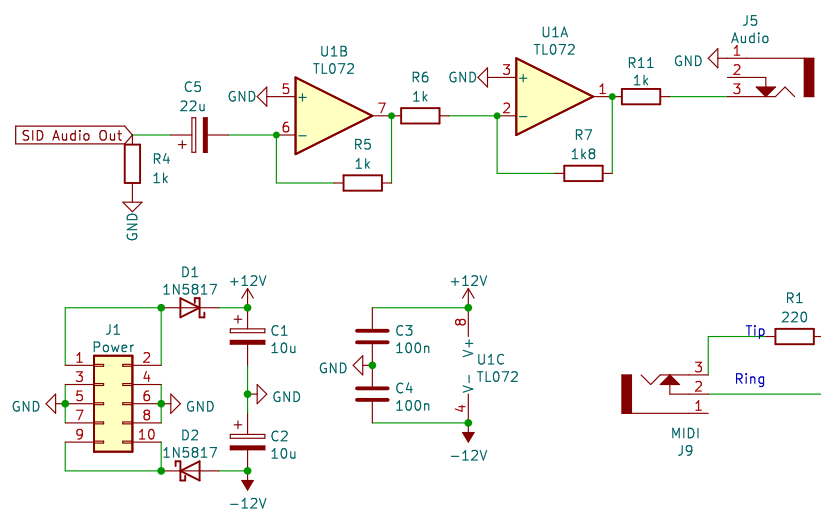 SID Audio Out
R4
1k
GND
C5
22u
+
GND
U1B
TL072
5
+
6
−
7
R5
1k
R6
1k
GND
U1A
TL072
3
+
2
−
1
R7
1k8
R11
1k
J5
Audio
GND
1
2
3
D1
1N5817
+12V
J1
Power
1
2
3
4
5
6
7
8
9
10
GND
GND
+
C1
10u
GND
+
C2
10u
D2
1N5817
-12V
+12V
C3
100n
GND
C4
100n
8
V+
U1C
TL072
V-
4
-12V
R1
220
Tip
Ring
3
2
1
MIDI
J9